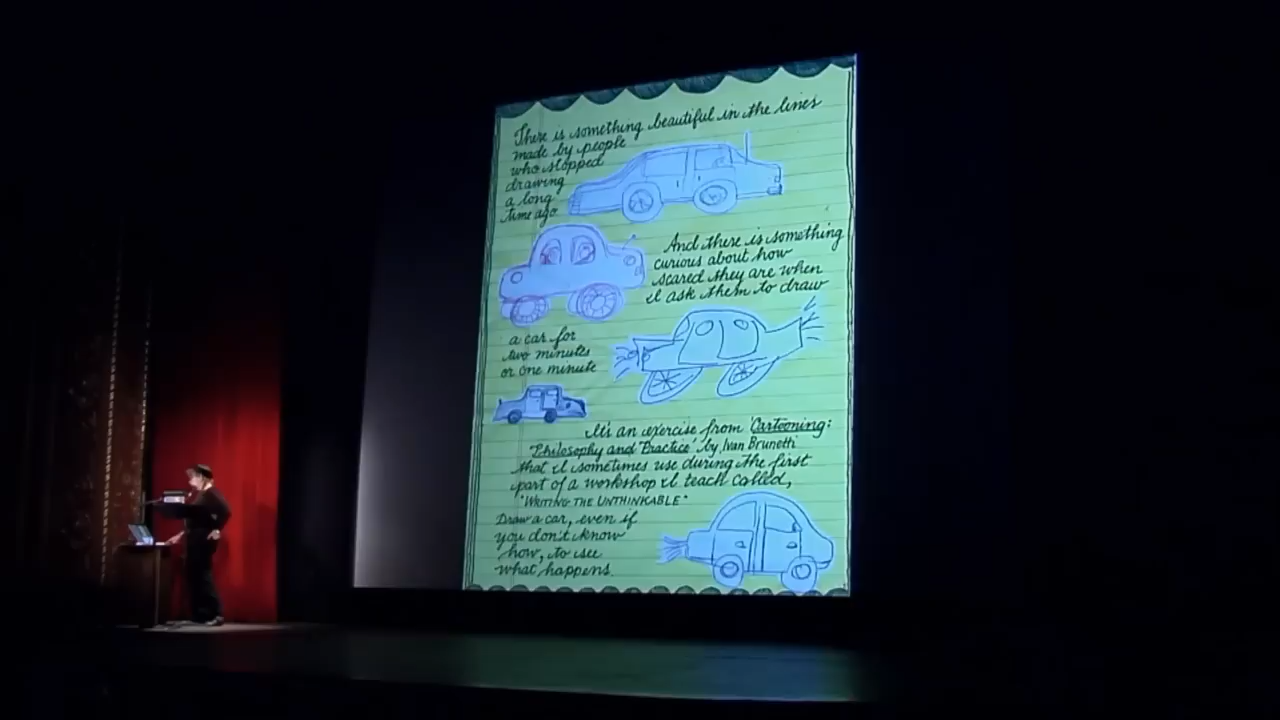 There is something beautiful in the lines
made by people
who stopped
drawing
a long
time ago.
And there is something
curious about how
scared they are when
I ask them to draw
a car for
two minutes
or one minute
It's an exercise from 'Cartooning:
Philosophy and Practice' by Ivan Brunetti
that I sometimes use during the first
part of a workshop I teach called,
"WRITING THE UNTHINKABLE"
Draw a car, even if
you don't know
how, to see
what happens.